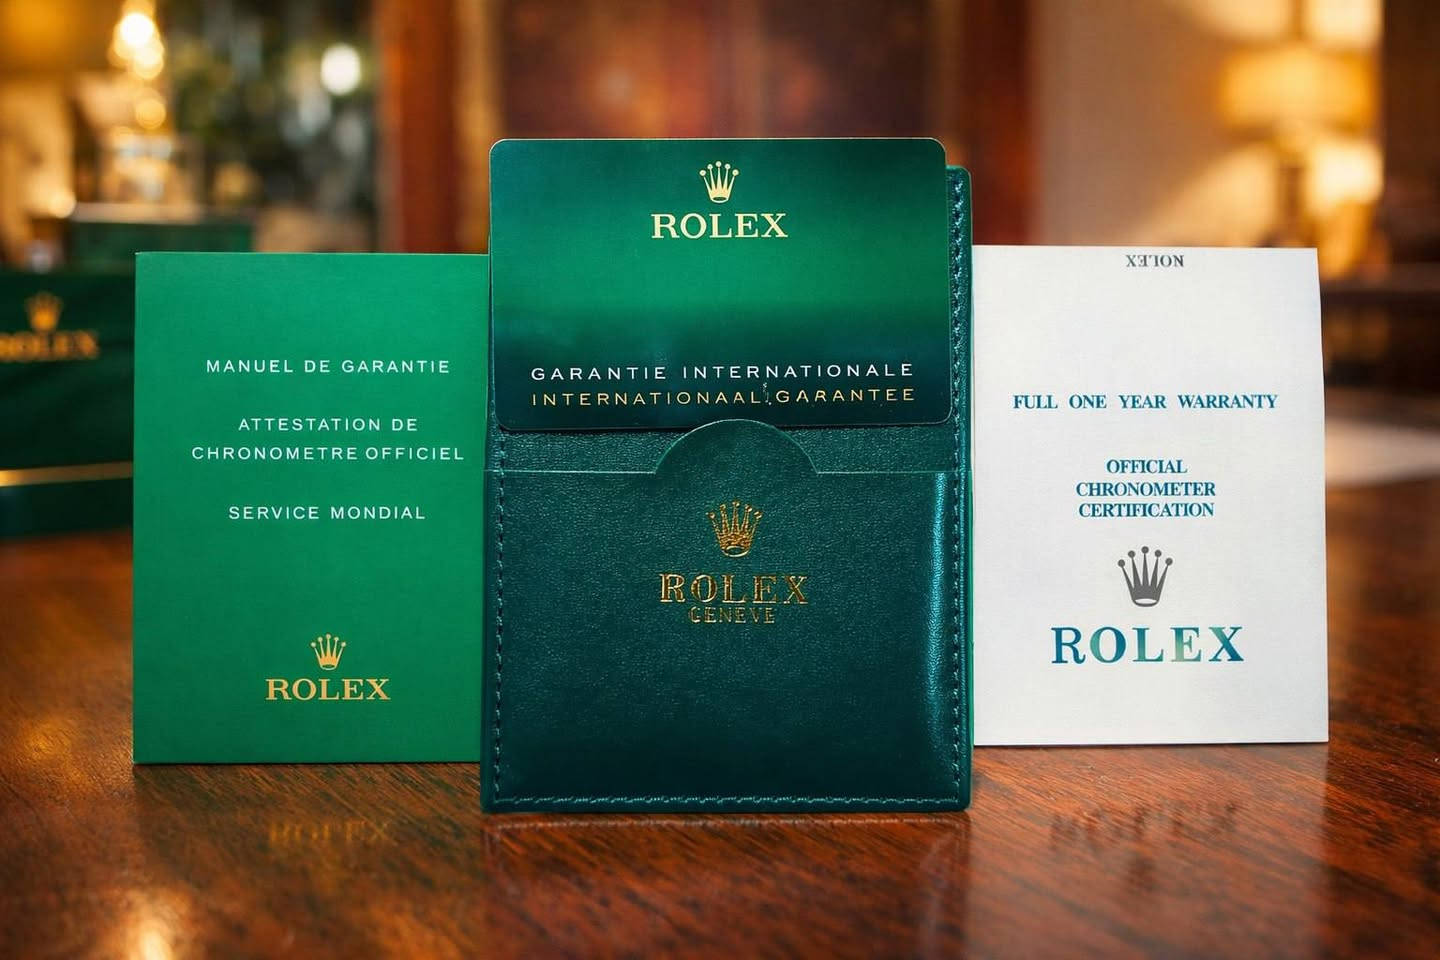 ROLEX
MANUEL DE GARANTIE
ATTESTATION DE
CHRONOMETRE OFFICIEL
SERVICE MONDIAL
ROLEX
ROLEX
GARANTIE INTERNATIONALE
INTERNATIONAAL GARANTEE
ROLEX
GENEVE
ROLEX
FULL ONE YEAR WARRANTY
OFFICIAL
CHRONOMETER
CERTIFICATION
ROLEX